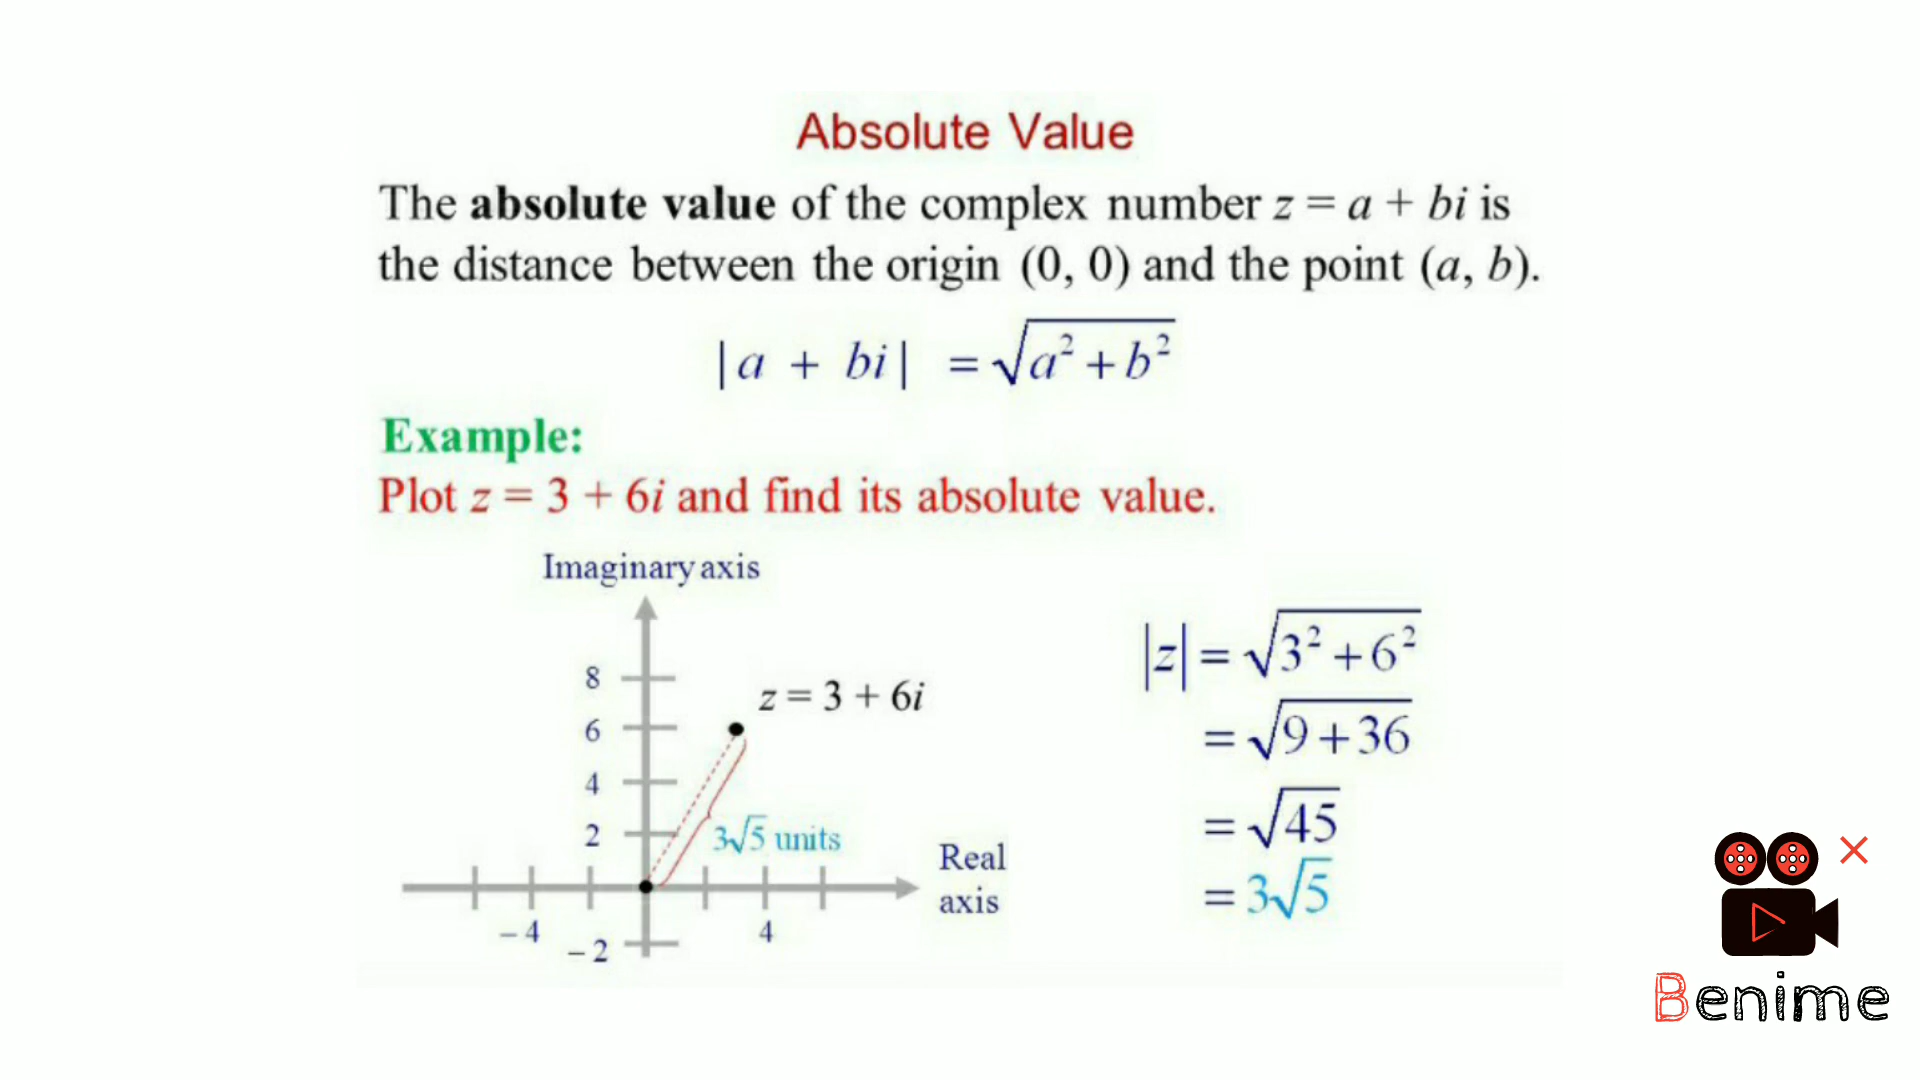 Absolute Value
The absolute value of the complex number z = a + bi is
the distance between the origin (0, 0) and the point (a, b).
|a + bi| = √a² + b²
Example:
Plot z = 3 + 6i and find its absolute value.
Imaginary axis
8
z = 3 + 6i
6
4
2
3√5 units
Real
axis
– 4
4
– 2
|z| = √3² + 6²
= √9 + 36
= √45
= 3√5
Benime